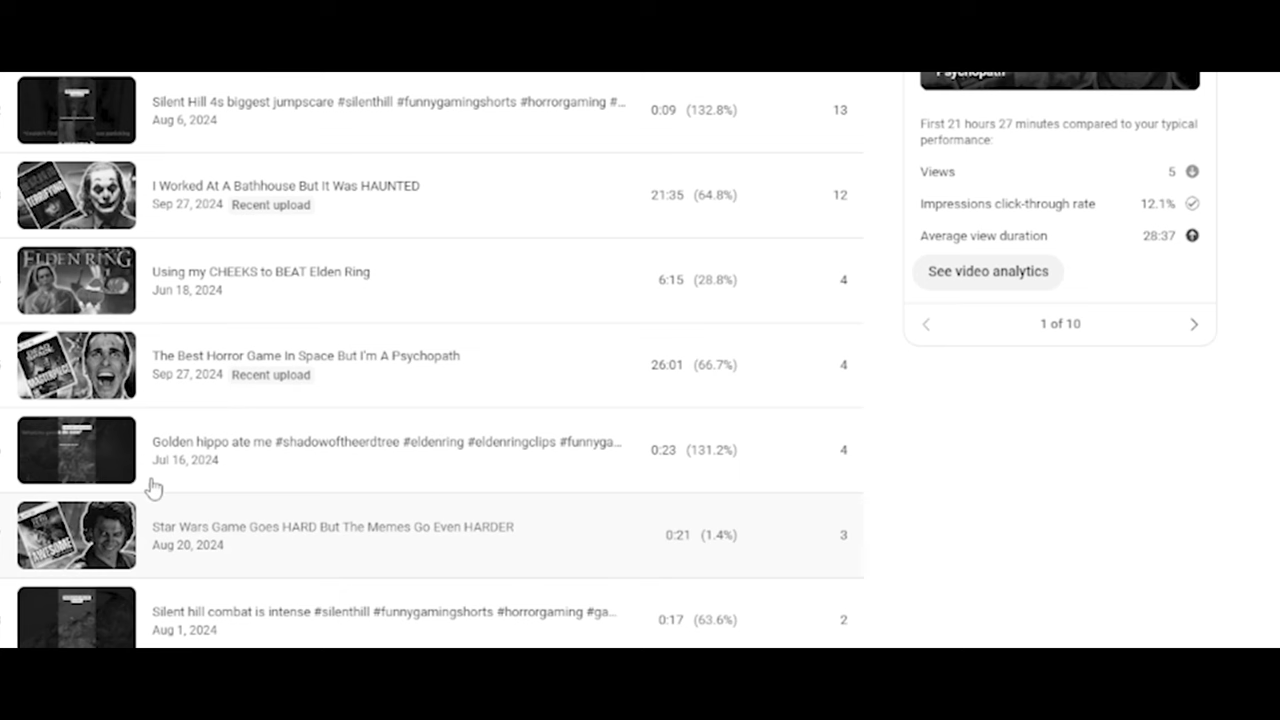 Silent Hill 4s biggest jumpscare #silenthill #funnygamingshorts #horrorgaming #...
Aug 6, 2024
0:09 (132.8%)
13
TERRIFYING
I Worked At A Bathhouse But It Was HAUNTED
Sep 27, 2024 Recent upload
21:35 (64.8%)
12
ELDEN RING
Using my CHEEKS to BEAT Elden Ring
Jun 18, 2024
6:15 (28.8%)
4
DEAD
MASTERPIECE
The Best Horror Game In Space But I'm A Psychopath
Sep 27, 2024 Recent upload
26:01 (66.7%)
4
Golden hippo ate me #shadowoftheerdtree #eldenring #eldenringclips #funnyga...
Jul 16, 2024
0:23 (131.2%)
4
AWESOME
Star Wars Game Goes HARD But The Memes Go Even HARDER
Aug 20, 2024
0:21 (1.4%)
3
Silent hill combat is intense #silenthill #funnygamingshorts #horrorgaming #ga...
Aug 1, 2024
0:17 (63.6%)
2
Psychopath
First 21 hours 27 minutes compared to your typical
performance:
Views 5
Impressions click-through rate 12.1%
Average view duration 28:37
See video analytics
1 of 10